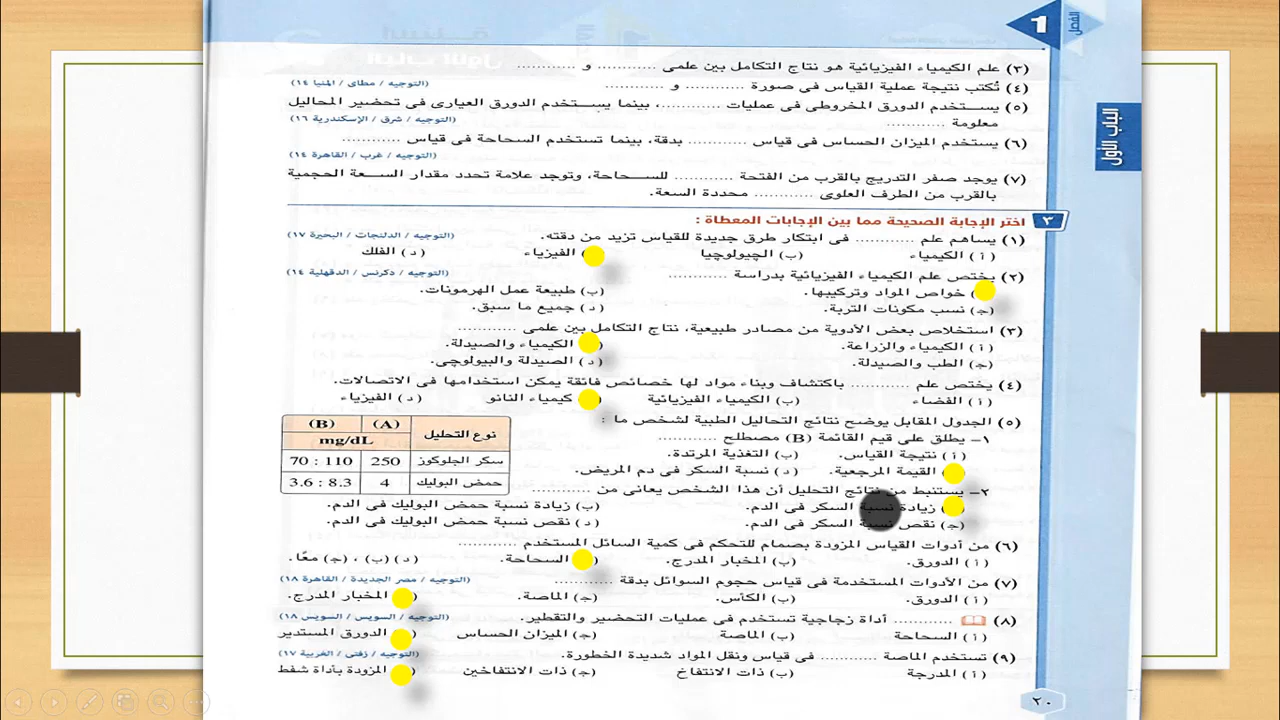 الفصل
1
الباب الأول
(٣) علم الكيمياء الفيزيائية هو نتاج التكامل بين علمى ............ و ............
(٤) تُكتب نتيجة عملية القياس فى صورة ............ و ............ (التوجيه / مطاى / المنيا ١٤)
(٥) يستخدم الدورق المخروطى فى عمليات ............، بينما يستخدم الدورق العيارى فى تحضير المحاليل
معلومة ............ (التوجيه / شرق / الإسكندرية ١٦)
(٦) يستخدم الميزان الحساس فى قياس ............ بدقة، بينما تستخدم السحاحة فى قياس ............
(التوجيه / غرب / القاهرة ١٤)
(٧) يوجد صفر التدريج بالقرب من الفتحة ............ للسحاحة، وتوجد علامة تحدد مقدار السعة الحجمية
بالقرب من الطرف العلوى ............ محددة السعة.
٣ اختر الإجابة الصحيحة مما بين الإجابات المعطاة :
(١) يساهم علم ............ فى ابتكار طرق جديدة للقياس تزيد من دقته. (التوجيه / الدلنجات / البحيرة ١٧)
(أ) الكيمياء (ب) الچيولوچيا الفيزياء (د) الفلك
(٢) يختص علم الكيمياء الفيزيائية بدراسة ............ (التوجيه / دكرنس / الدقهلية ١٤)
خواص المواد وتركيبها. (ب) طبيعة عمل الهرمونات.
(جـ) نسب مكونات التربة. (د) جميع ما سبق.
(٣) استخلاص بعض الأدوية من مصادر طبيعية، نتاج التكامل بين علمى ............
(أ) الكيمياء والزراعة. الكيمياء والصيدلة.
(جـ) الطب والصيدلة. (د) الصيدلة والبيولوچى.
(٤) يختص علم ............ باكتشاف وبناء مواد لها خصائص فائقة يمكن استخدامها فى الاتصالات.
(أ) الفضاء (ب) الكيمياء الفيزيائية كيمياء النانو (د) الفيزياء
(٥) الجدول المقابل يوضح نتائج التحاليل الطبية لشخص ما :
نوع التحليل (A) (B)
mg/dL
سكر الجلوكوز 250 70 : 110
حمض البوليك 4 3.6 : 8.3
١- يطلق على قيم القائمة (B) مصطلح ............
(أ) نتيجة القياس. (ب) التغذية المرتدة.
القيمة المرجعية. (د) نسبة السكر فى دم المريض.
٢- يستنبط من نتائج التحليل أن هذا الشخص يعانى من ............
زيادة نسبة السكر فى الدم. (ب) زيادة نسبة حمض البوليك فى الدم.
(جـ) نقص نسبة السكر فى الدم. (د) نقص نسبة حمض البوليك فى الدم.
(٦) من أدوات القياس المزودة بصمام للتحكم فى كمية السائل المستخدم ............
(أ) الدورق. (ب) المخبار المدرج. السحاحة. (د) (ب) ، (جـ) معًا.
(٧) من الأدوات المستخدمة فى قياس حجوم السوائل بدقة ............ (التوجيه / مصر الجديدة / القاهرة ١٨)
(أ) الدورق. (ب) الكأس. (جـ) الماصة. المخبار المدرج.
(٨) ............ أداة زجاجية تستخدم فى عمليات التحضير والتقطير. (التوجيه / السويس / السويس ١٨)
(أ) السحاحة (ب) الماصة (جـ) الميزان الحساس الدورق المستدير
(٩) تستخدم الماصة ............ فى قياس ونقل المواد شديدة الخطورة. (التوجيه / زفتى / الغربية ١٧)
(أ) المدرجة (ب) ذات الانتفاخ (جـ) ذات الانتفاخين المزودة بأداة شفط
٢٠